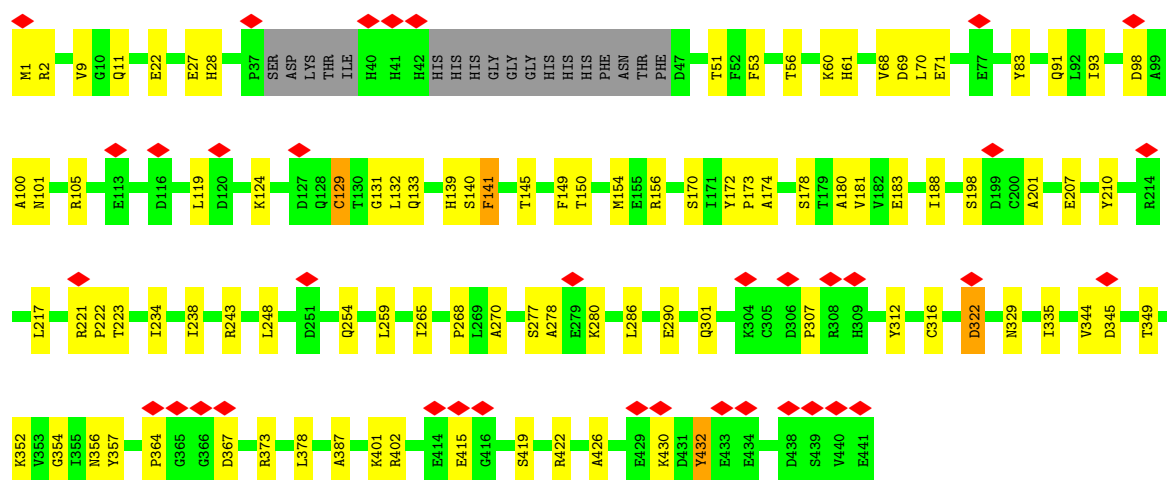 M1 R2 V9 G10 Q11 E22 E27 H28 P37 SER ASP LYS THR ILE H40 H41 H42 HIS HIS HIS GLY GLY GLY HIS HIS HIS PHE ASN THR PHE D47 T51 F52 F53 T56 K60 H61 V68 D69 L70 E71 E77 Y83 Q91 L92 I93 D98 A99
A100 N101 R105 E113 D116 L119 D120 K124 D127 Q128 C129 T130 G131 L132 Q133 H139 S140 F141 T145 F149 T150 M154 E155 R156 S170 I171 Y172 P173 A174 S178 T179 A180 V181 V182 E183 I188 S198 D199 C200 A201 E207 Y210 R214
L217 R221 P222 T223 I234 I238 R243 L248 D251 Q254 L259 I265 P268 L269 A270 S277 A278 E279 K280 L286 E290 Q301 K304 C305 D306 P307 R308 H309 Y312 C316 D322 N329 I335 V344 D345 T349
K352 V353 G354 I355 N356 Y357 P364 G365 G366 D367 R373 L378 A387 K401 R402 E414 E415 G416 S419 R422 A426 E429 K430 D431 Y432 E433 E434 D438 S439 V440 E441